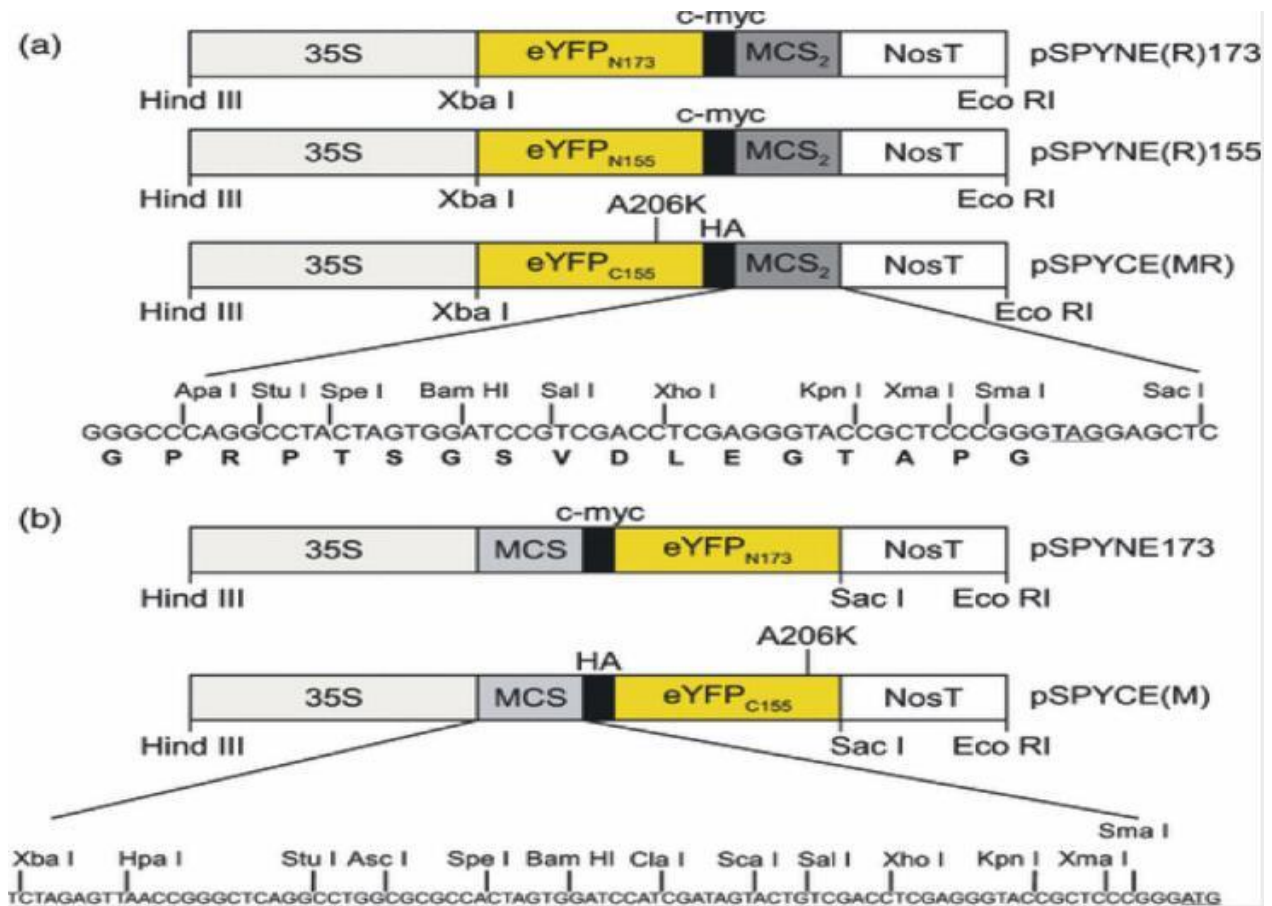 c-myc
(a) 35S eYFPN173 MCS2 NosT pSPYNE(R)173
Hind III Xba I Eco RI
c-myc
35S eYFPN155 MCS2 NosT pSPYNE(R)155
Hind III Xba I Eco RI
A206K
HA
35S eYFPC155 MCS2 NosT pSPYCE(MR)
Hind III Xba I Eco RI
Apa I Stu I Spe I Bam HI Sal I Xho I Kpn I Xma I Sma I Sac I
GGGCCCAGGCCTACTAGTGGATCCGTCGACCTCGAGGGTACCGCTCCCGGGTAGGAGCTC
G P R P T S G S V D L E G T A P G
(b) c-myc
35S MCS eYFPN173 NosT pSPYNE173
Hind III Sac I Eco RI
A206K
HA
35S MCS eYFPC155 NosT pSPYCE(M)
Hind III Sac I Eco RI
Sma I
Xba I Hpa I Stu I Asc I Spe I Bam HI Cla I Sca I Sal I Xho I Kpn I Xma I
TCTAGAGTTAACCGGGCTCAGGCCTGGCGCGCCACTAGTGGATCCATCGATAGTACTGTCGACCTCGAGGGTACCGCTCCCGGGATG